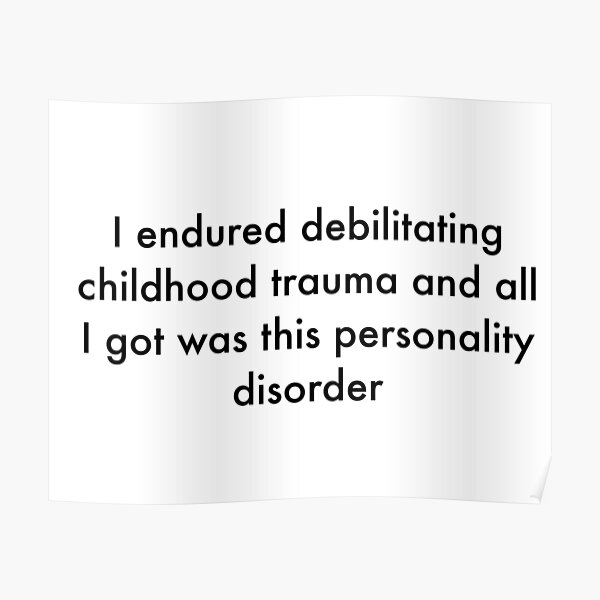 I endured debilitating
childhood trauma and all
I got was this personality
disorder